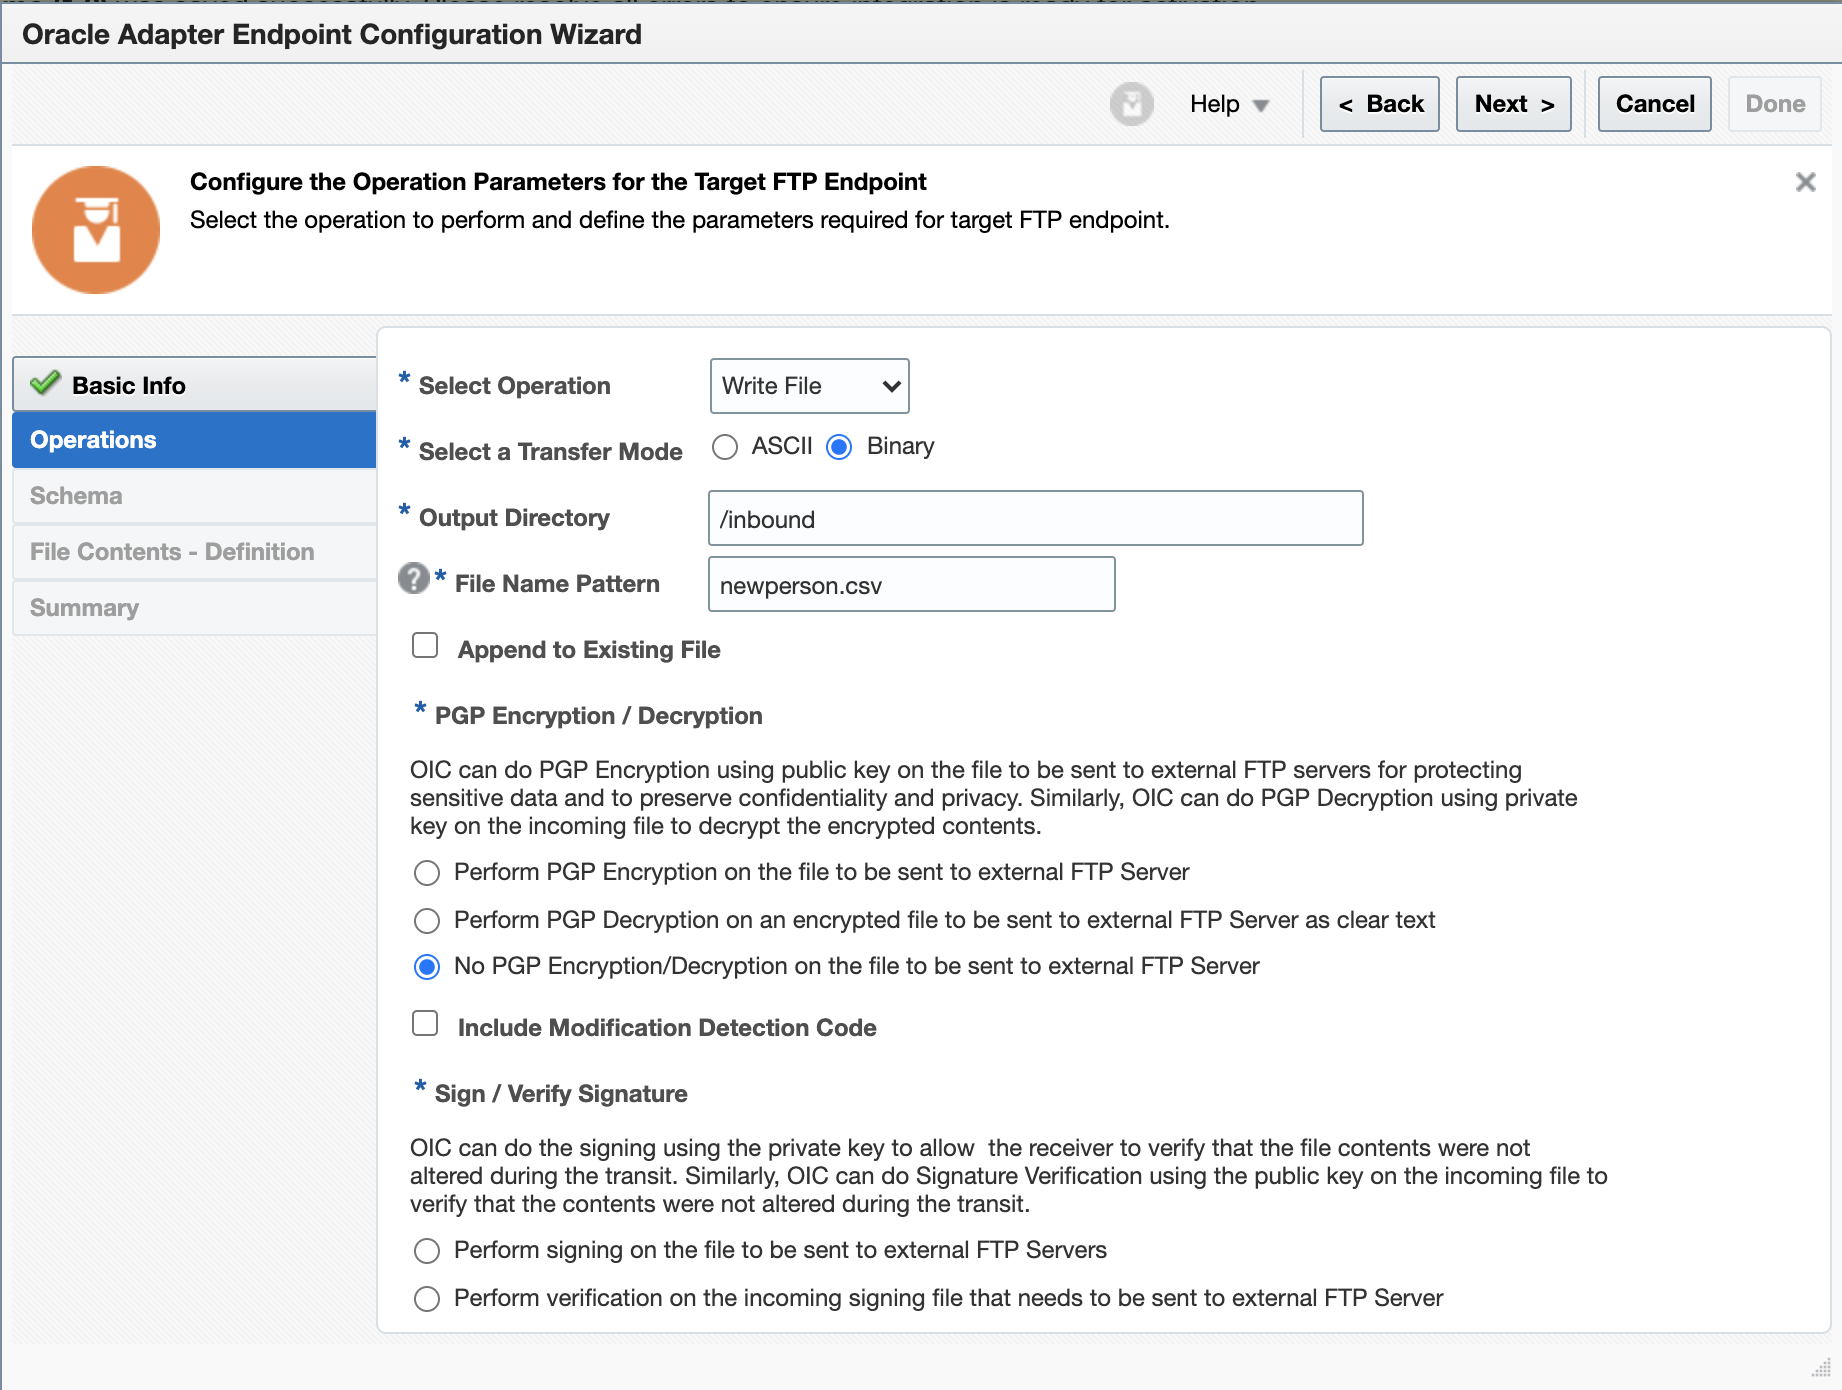 Oracle Adapter Endpoint Configuration Wizard
Help
< Back
Next >
Cancel
Done
Configure the Operation Parameters for the Target FTP Endpoint
Select the operation to perform and define the parameters required for target FTP endpoint.
Basic Info
Operations
Schema
File Contents - Definition
Summary
* Select Operation Write File
* Select a Transfer Mode ASCII Binary
* Output Directory /inbound
? * File Name Pattern newperson.csv
Append to Existing File
* PGP Encryption / Decryption
OIC can do PGP Encryption using public key on the file to be sent to external FTP servers for protecting
sensitive data and to preserve confidentiality and privacy. Similarly, OIC can do PGP Decryption using private
key on the incoming file to decrypt the encrypted contents.
Perform PGP Encryption on the file to be sent to external FTP Server
Perform PGP Decryption on an encrypted file to be sent to external FTP Server as clear text
No PGP Encryption/Decryption on the file to be sent to external FTP Server
Include Modification Detection Code
* Sign / Verify Signature
OIC can do the signing using the private key to allow  the receiver to verify that the file contents were not
altered during the transit. Similarly, OIC can do Signature Verification using the public key on the incoming file to
verify that the contents were not altered during the transit.
Perform signing on the file to be sent to external FTP Servers
Perform verification on the incoming signing file that needs to be sent to external FTP Server